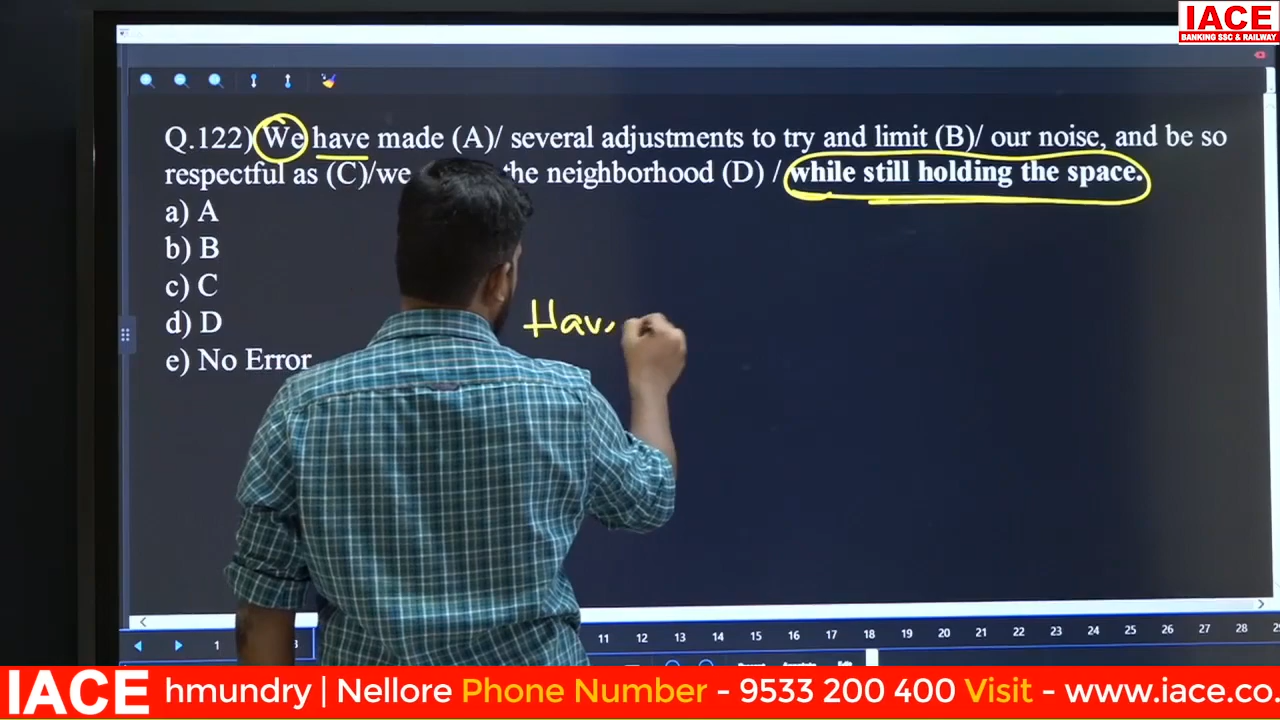 IACE
BANKING SSC & RAILWAY
Q.122) We have made (A)/ several adjustments to try and limit (B)/ our noise, and be so
respectful as (C)/we the neighborhood (D) / while still holding the space.
a) A
b) B
c) C
d) D
e) No Error
Hav
1 11 12 13 14 15 16 17 18 19 20 21 22 23 24 25 26 27 28
IACE hmundry | Nellore Phone Number - 9533 200 400 Visit - www.iace.co.